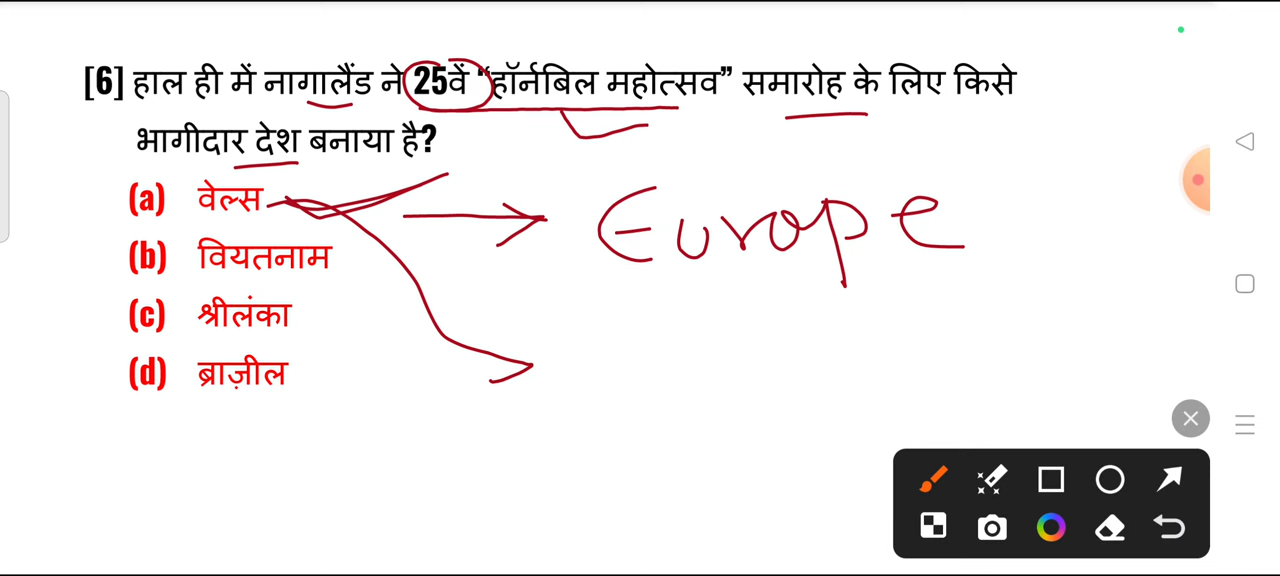 [6] हाल ही में नागालैंड ने 25वें “हॉर्नबिल महोत्सव” समारोह के लिए किसे
भागीदार देश बनाया है?
(a) वेल्स
Europe
(b) वियतनाम
(c) श्रीलंका
(d) ब्राज़ील